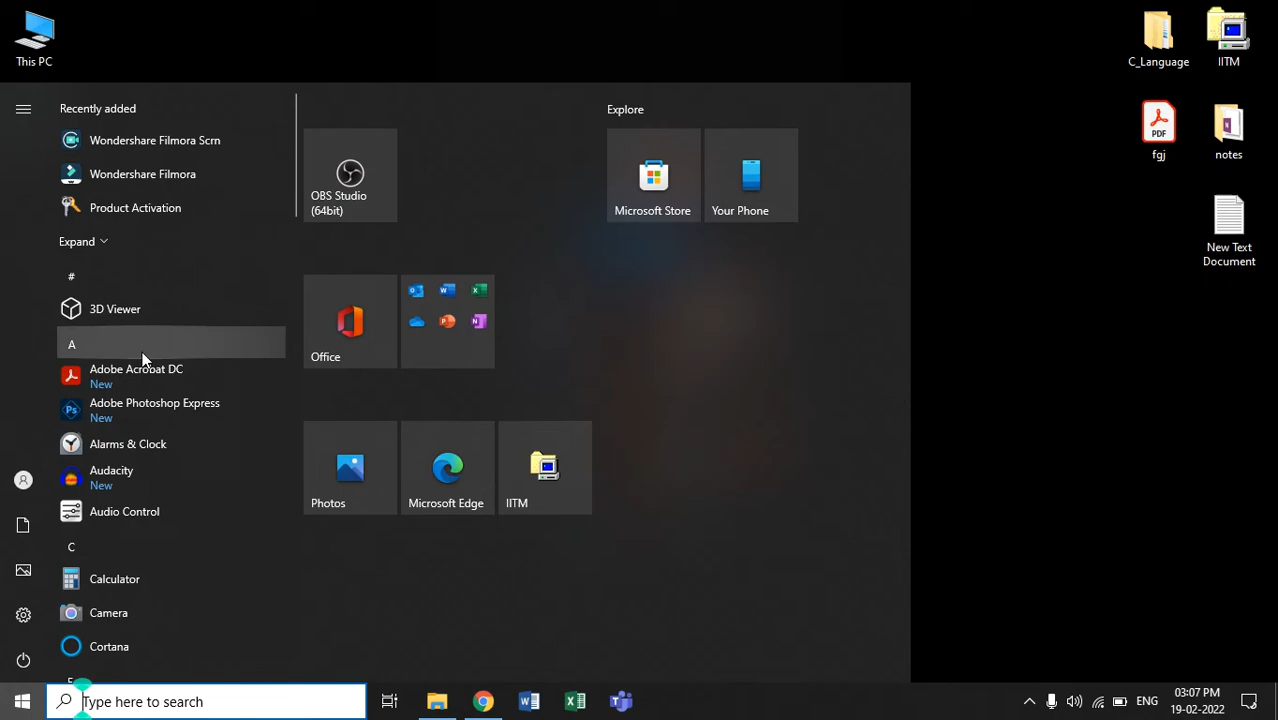 This PC
C_Language
IITM
PDF
fgj
notes
New Text
Document
Recently added
Wondershare Filmora Scrn
Wondershare Filmora
Product Activation
Expand
#
3D Viewer
A
Adobe Acrobat DC
New
Ps
Adobe Photoshop Express
New
Alarms & Clock
Audacity
New
Audio Control
C
Calculator
Camera
Cortana
OBS Studio
(64bit)
Office
Photos
Microsoft Edge
IITM
Explore
Microsoft Store
Your Phone
Type here to search
ENG
03:07 PM
19-02-2022